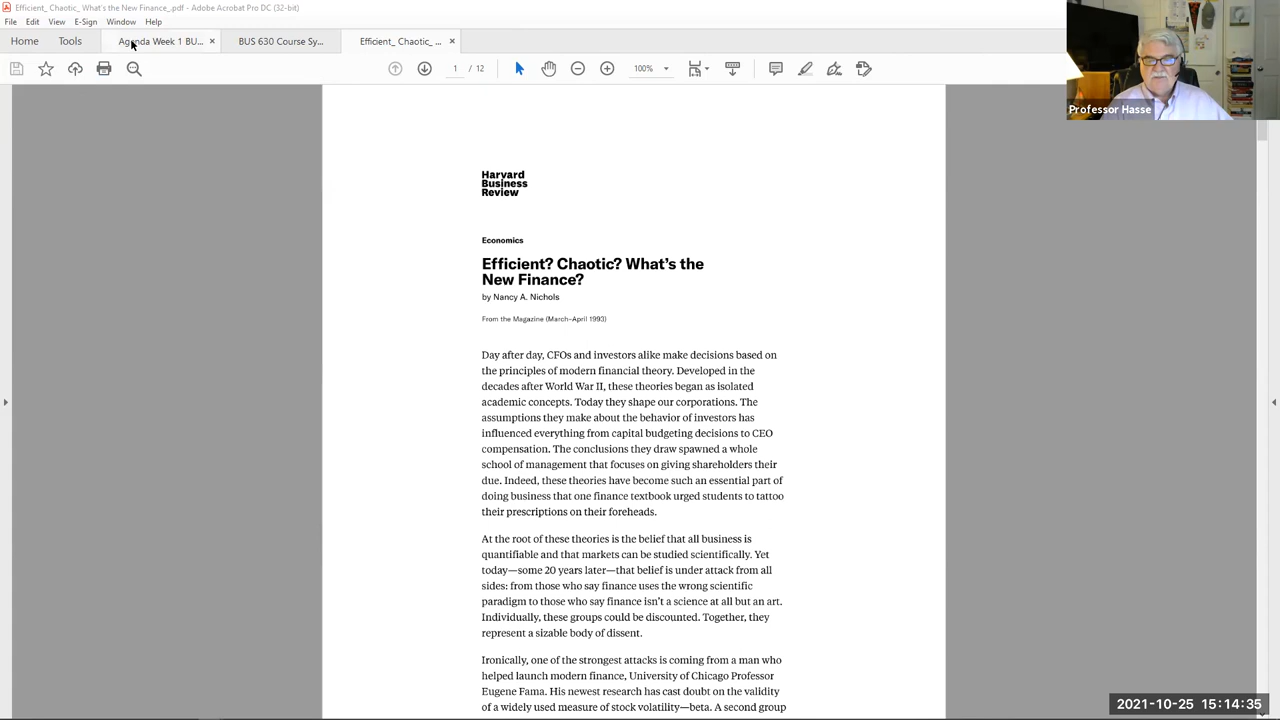 Efficient_ Chaotic_ What's the New Finance_.pdf - Adobe Acrobat Pro DC (32-bit)
File Edit View E-Sign Window Help
Home Tools Agenda Week 1 BU... × BUS 630 Course Sy... Efficient_ Chaotic_ ... ×
1 / 12 100%
Professor Hasse
Harvard
Business
Review
Economics
Efficient? Chaotic? What's the
New Finance?
by Nancy A. Nichols
From the Magazine (March–April 1993)
Day after day, CFOs and investors alike make decisions based on
the principles of modern financial theory. Developed in the
decades after World War II, these theories began as isolated
academic concepts. Today they shape our corporations. The
assumptions they make about the behavior of investors has
influenced everything from capital budgeting decisions to CEO
compensation. The conclusions they draw spawned a whole
school of management that focuses on giving shareholders their
due. Indeed, these theories have become such an essential part of
doing business that one finance textbook urged students to tattoo
their prescriptions on their foreheads.
At the root of these theories is the belief that all business is
quantifiable and that markets can be studied scientifically. Yet
today—some 20 years later—that belief is under attack from all
sides: from those who say finance uses the wrong scientific
paradigm to those who say finance isn't a science at all but an art.
Individually, these groups could be discounted. Together, they
represent a sizable body of dissent.
Ironically, one of the strongest attacks is coming from a man who
helped launch modern finance, University of Chicago Professor
Eugene Fama. His newest research has cast doubt on the validity
of a widely used measure of stock volatility—beta. A second group
2021-10-25 15:14:35